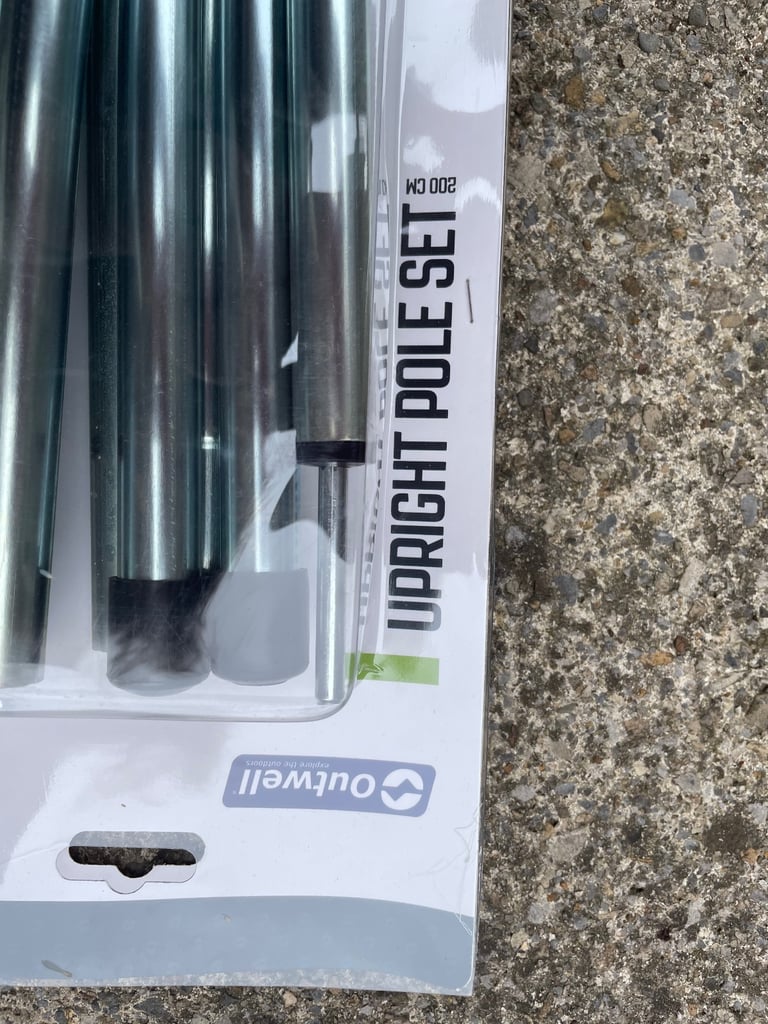 Outwell
explore the outdoors
UPRIGHT POLE SET
200 CM